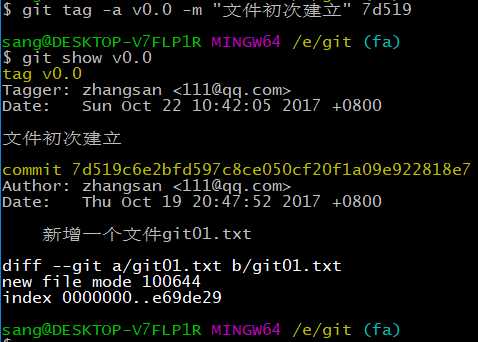 $ git tag -a v0.0 -m "文件初次建立" 7d519
sang@DESKTOP-V7FLP1R MINGW64 /e/git (fa)
$ git show v0.0
tag v0.0
Tagger: zhangsan <111@qq.com>
Date:   Sun Oct 22 10:42:05 2017 +0800
文件初次建立
commit 7d519c6e2bfd597c8ce050cf20f1a09e922818e7
Author: zhangsan <111@qq.com>
Date:   Thu Oct 19 20:47:52 2017 +0800
新增一个文件git01.txt
diff --git a/git01.txt b/git01.txt
new file mode 100644
index 0000000..e69de29
sang@DESKTOP-V7FLP1R MINGW64 /e/git (fa)